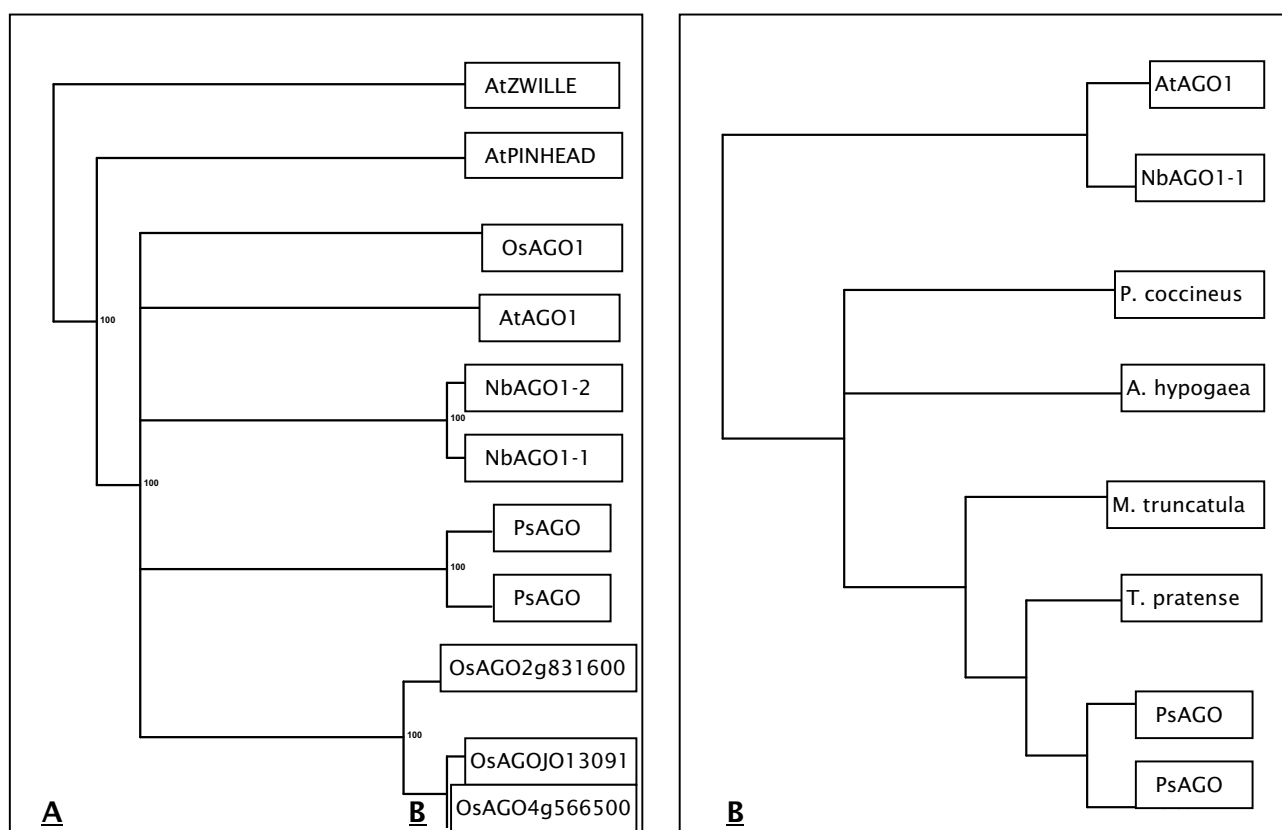 AtZWILLE
AtPINHEAD
100
OsAGO1
AtAGO1
NbAGO1-2
100
NbAGO1-1
100
PsAGO
100
PsAGO
OsAGO2g831600
100
OsAGOJO13091
OsAGO4g566500
A
B
AtAGO1
NbAGO1-1
P. coccineus
A. hypogaea
M. truncatula
T. pratense
PsAGO
PsAGO
B